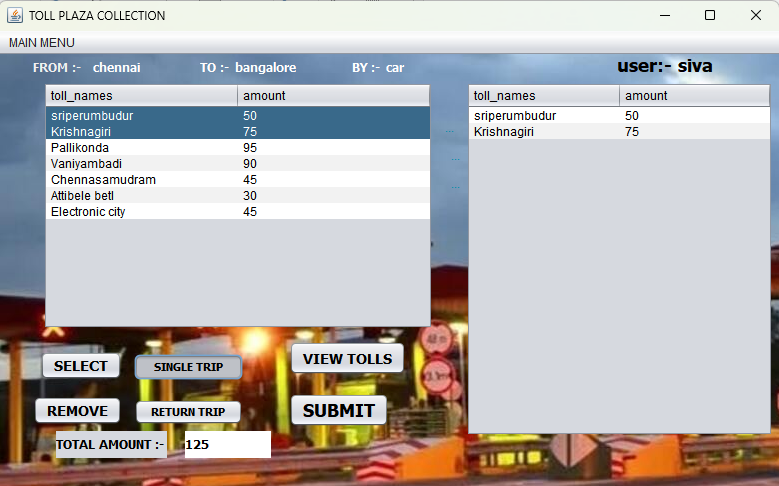 TOLL PLAZA COLLECTION
MAIN MENU
FROM :- chennai TO :- bangalore BY :- car user:- siva
toll_names amount
sriperumbudur 50
Krishnagiri 75
Pallikonda 95
Vaniyambadi 90
Chennasamudram 45
Attibele betl 30
Electronic city 45
toll_names amount
sriperumbudur 50
Krishnagiri 75
...
...
...
SELECT SINGLE TRIP VIEW TOLLS
REMOVE RETURN TRIP SUBMIT
TOTAL AMOUNT :- 125